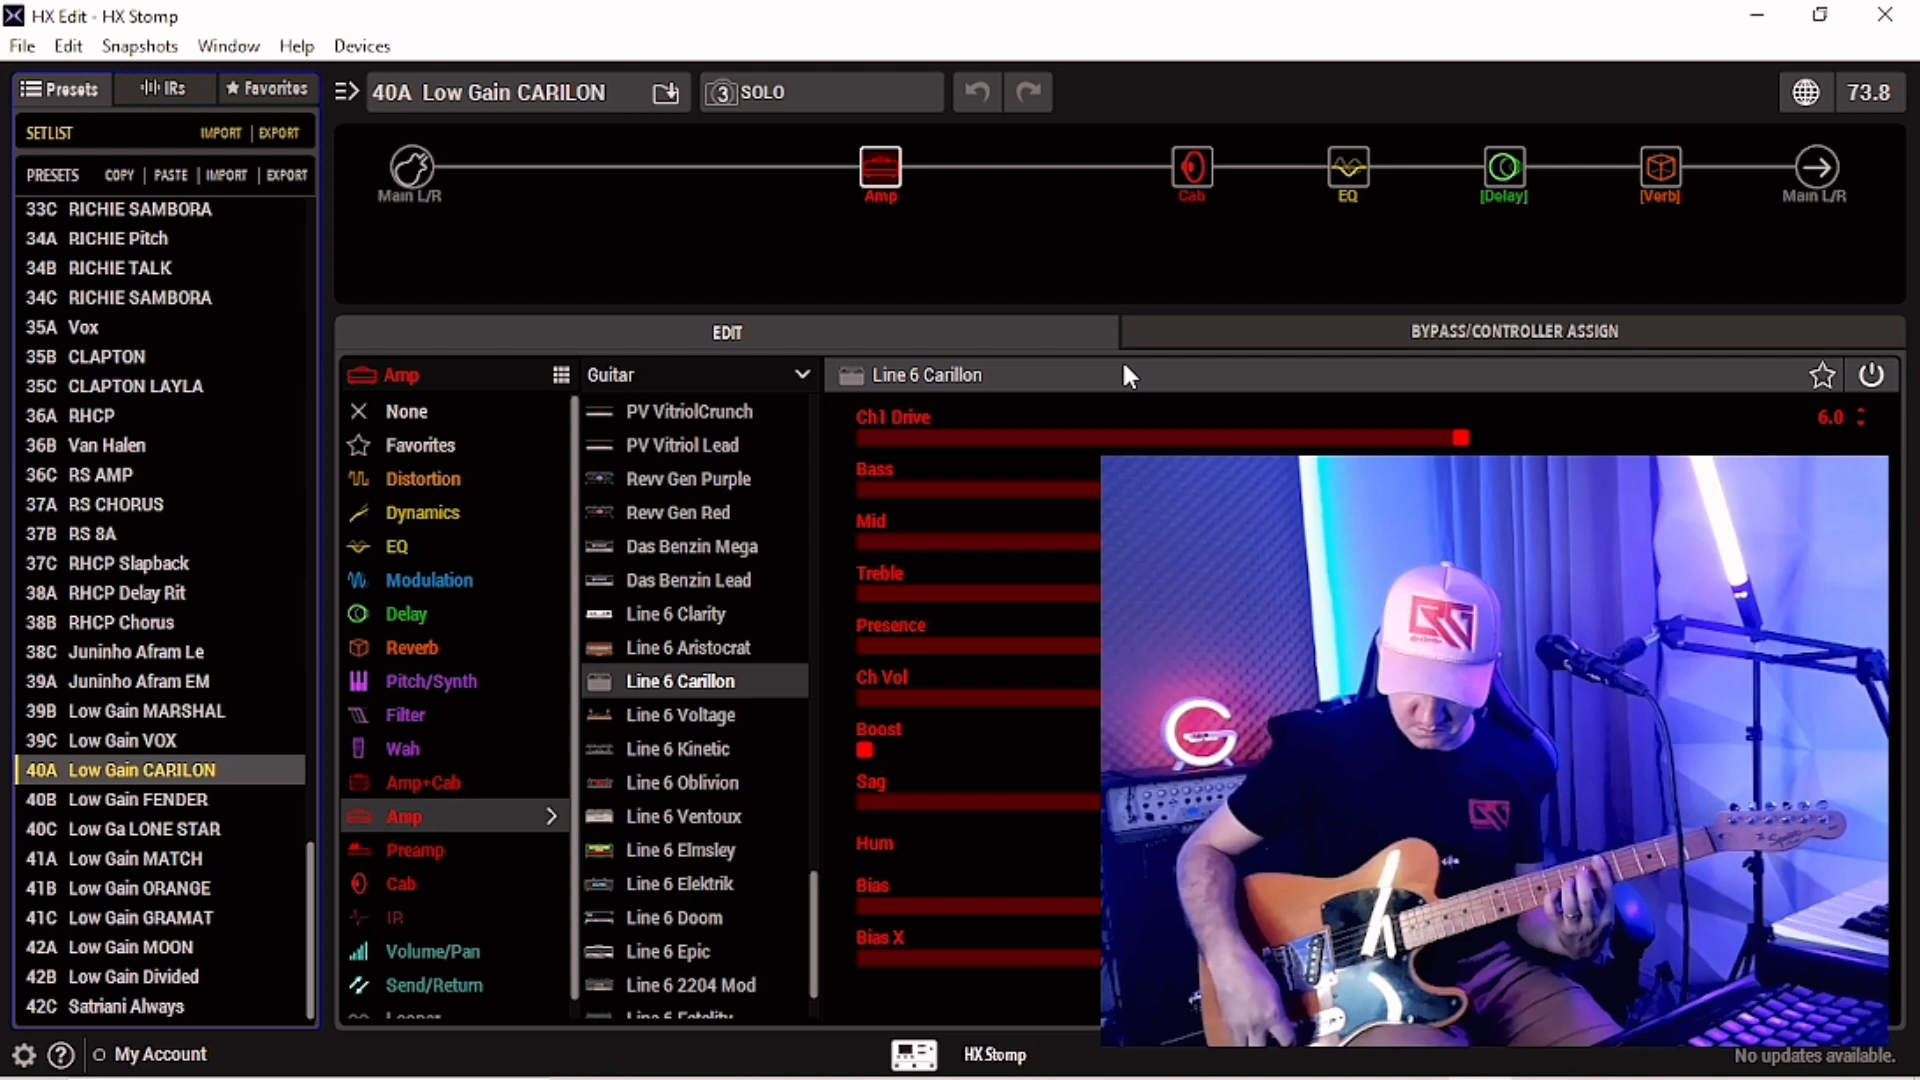 HX Edit - HX Stomp
File Edit Snapshots Window Help Devices
Presets IRs Favorites
40A Low Gain CARILON
3 SOLO
73.8
SETLIST IMPORT | EXPORT
PRESETS COPY | PASTE | IMPORT | EXPORT
33C RICHIE SAMBORA
34A RICHIE Pitch
34B RICHIE TALK
34C RICHIE SAMBORA
35A Vox
35B CLAPTON
35C CLAPTON LAYLA
36A RHCP
36B Van Halen
36C RS AMP
37A RS CHORUS
37B RS 8A
37C RHCP Slapback
38A RHCP Delay Rit
38B RHCP Chorus
38C Juninho Afram Le
39A Juninho Afram EM
39B Low Gain MARSHAL
39C Low Gain VOX
40A Low Gain CARILON
40B Low Gain FENDER
40C Low Ga LONE STAR
41A Low Gain MATCH
41B Low Gain ORANGE
41C Low Gain GRAMAT
42A Low Gain MOON
42B Low Gain Divided
42C Satriani Always
Main L/R
Amp
Cab
EQ
[Delay]
[Verb]
Main L/R
EDIT
BYPASS/CONTROLLER ASSIGN
Amp
None
Favorites
Distortion
Dynamics
EQ
Modulation
Delay
Reverb
Pitch/Synth
Filter
Wah
Amp+Cab
Amp
Preamp
Cab
IR
Volume/Pan
Send/Return
Looper
Guitar
PV VitriolCrunch
PV Vitriol Lead
Revv Gen Purple
Revv Gen Red
Das Benzin Mega
Das Benzin Lead
Line 6 Clarity
Line 6 Aristocrat
Line 6 Carillon
Line 6 Voltage
Line 6 Kinetic
Line 6 Oblivion
Line 6 Ventoux
Line 6 Elmsley
Line 6 Elektrik
Line 6 Doom
Line 6 Epic
Line 6 2204 Mod
Line 6 Fatality
Line 6 Carillon
Ch1 Drive 6.0
Bass
Mid
Treble
Presence
Ch Vol
Boost
Sag
Hum
Bias
Bias X
My Account
HX Stomp
No updates available.